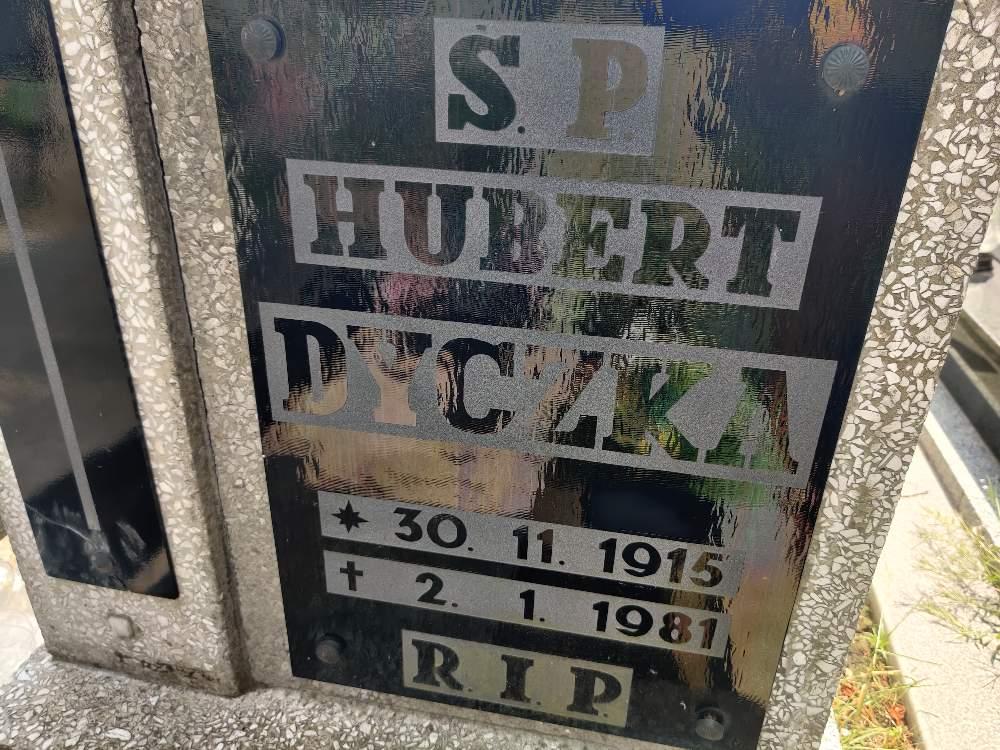 Ś. P.
HUBERT
DYCZKA
✶ 30. 11. 1915
† 2. 1. 1981
R. I. P.